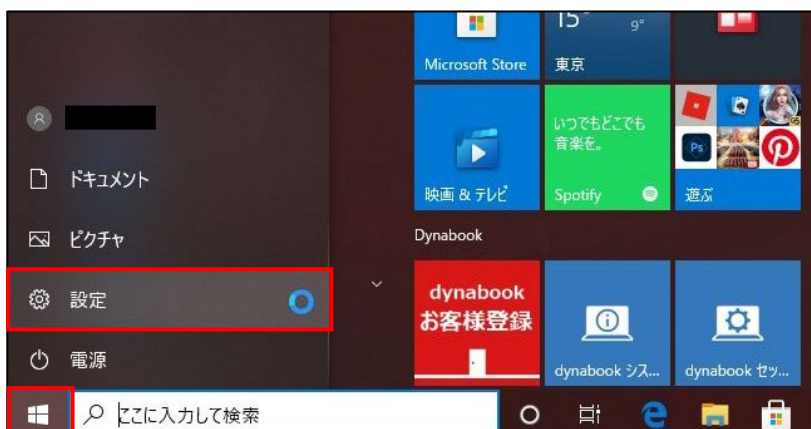 15° 9°
Microsoft Store
東京
いつでもどこでも
音楽を。
ドキュメント
Ps
映画 & テレビ
Spotify
遊ぶ
ピクチャ
Dynabook
設定
dynabook
お客様登録
電源
dynabook シス...
dynabook セッ...
ここに入力して検索